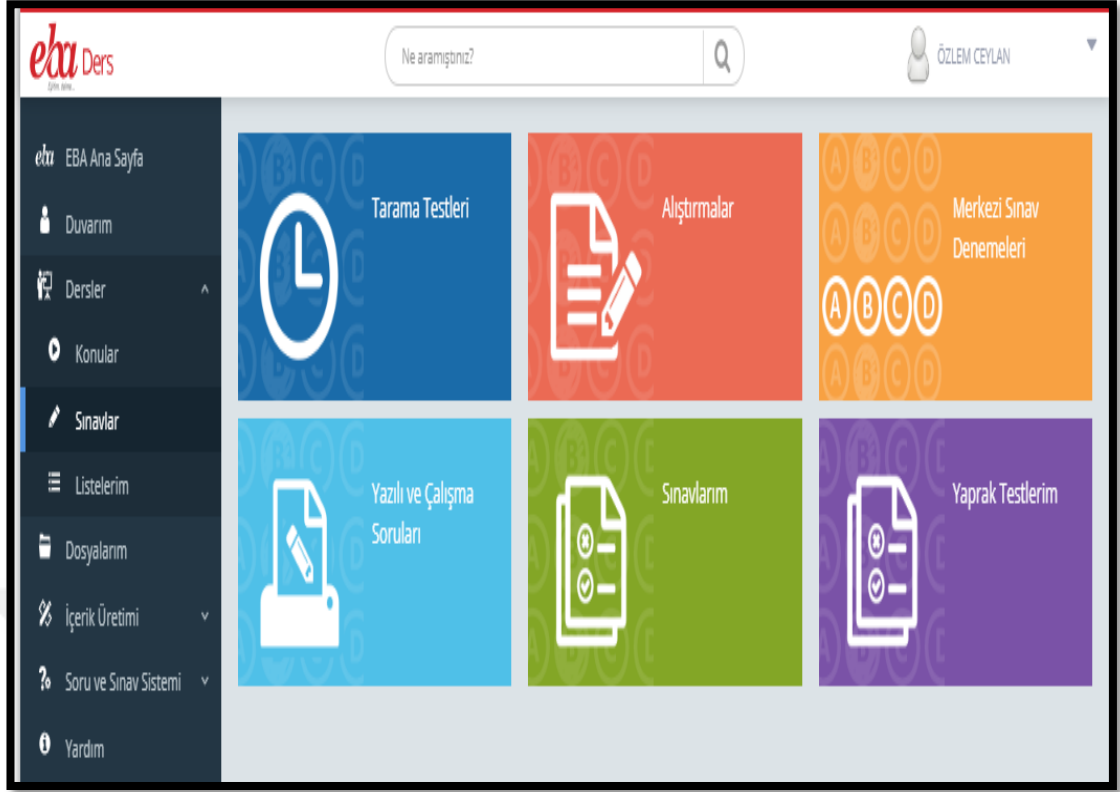 eba Ders
Ne aramıştınız?
ÖZLEM CEYLAN
eba EBA Ana Sayfa
Duvarım
Dersler
Konular
Sınavlar
Listelerim
Dosyalarım
İçerik Üretimi
Soru ve Sınav Sistemi
Yardım
Tarama Testleri
Alıştırmalar
Merkezi Sınav
Denemeleri
A B C D
Yazılı ve Çalışma
Soruları
Sınavlarım
Yaprak Testlerim